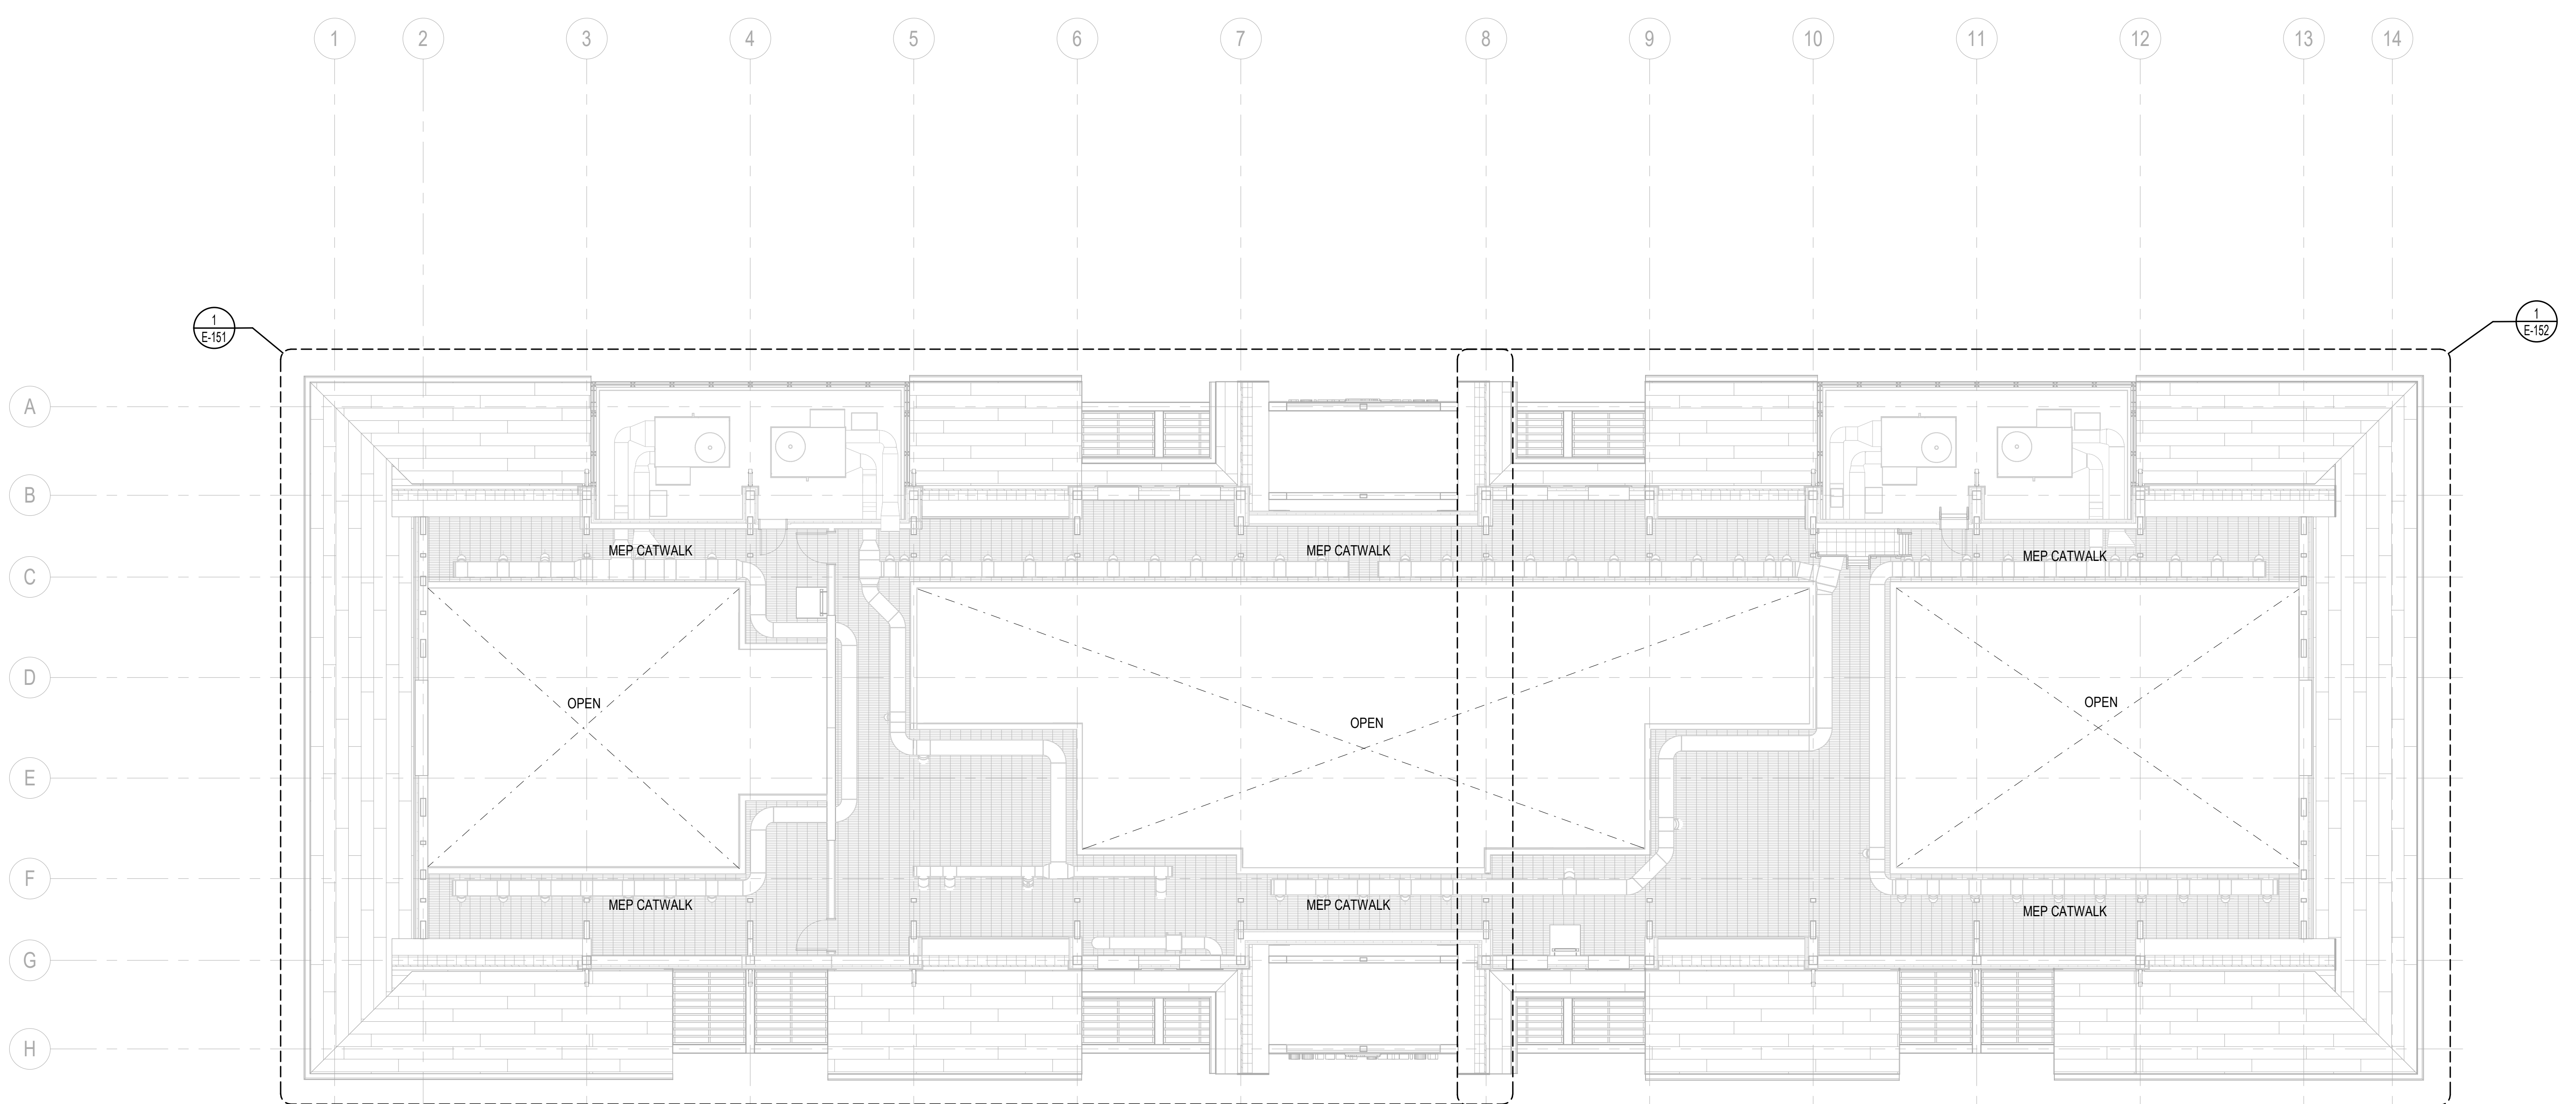 1 2 3 4 5 6 7 8 9 10 11 12 13 14
1
E-151
1
E-152
A
B
MEP CATWALK MEP CATWALK MEP CATWALK
C
D
OPEN OPEN OPEN
E
F
MEP CATWALK MEP CATWALK MEP CATWALK
G
H